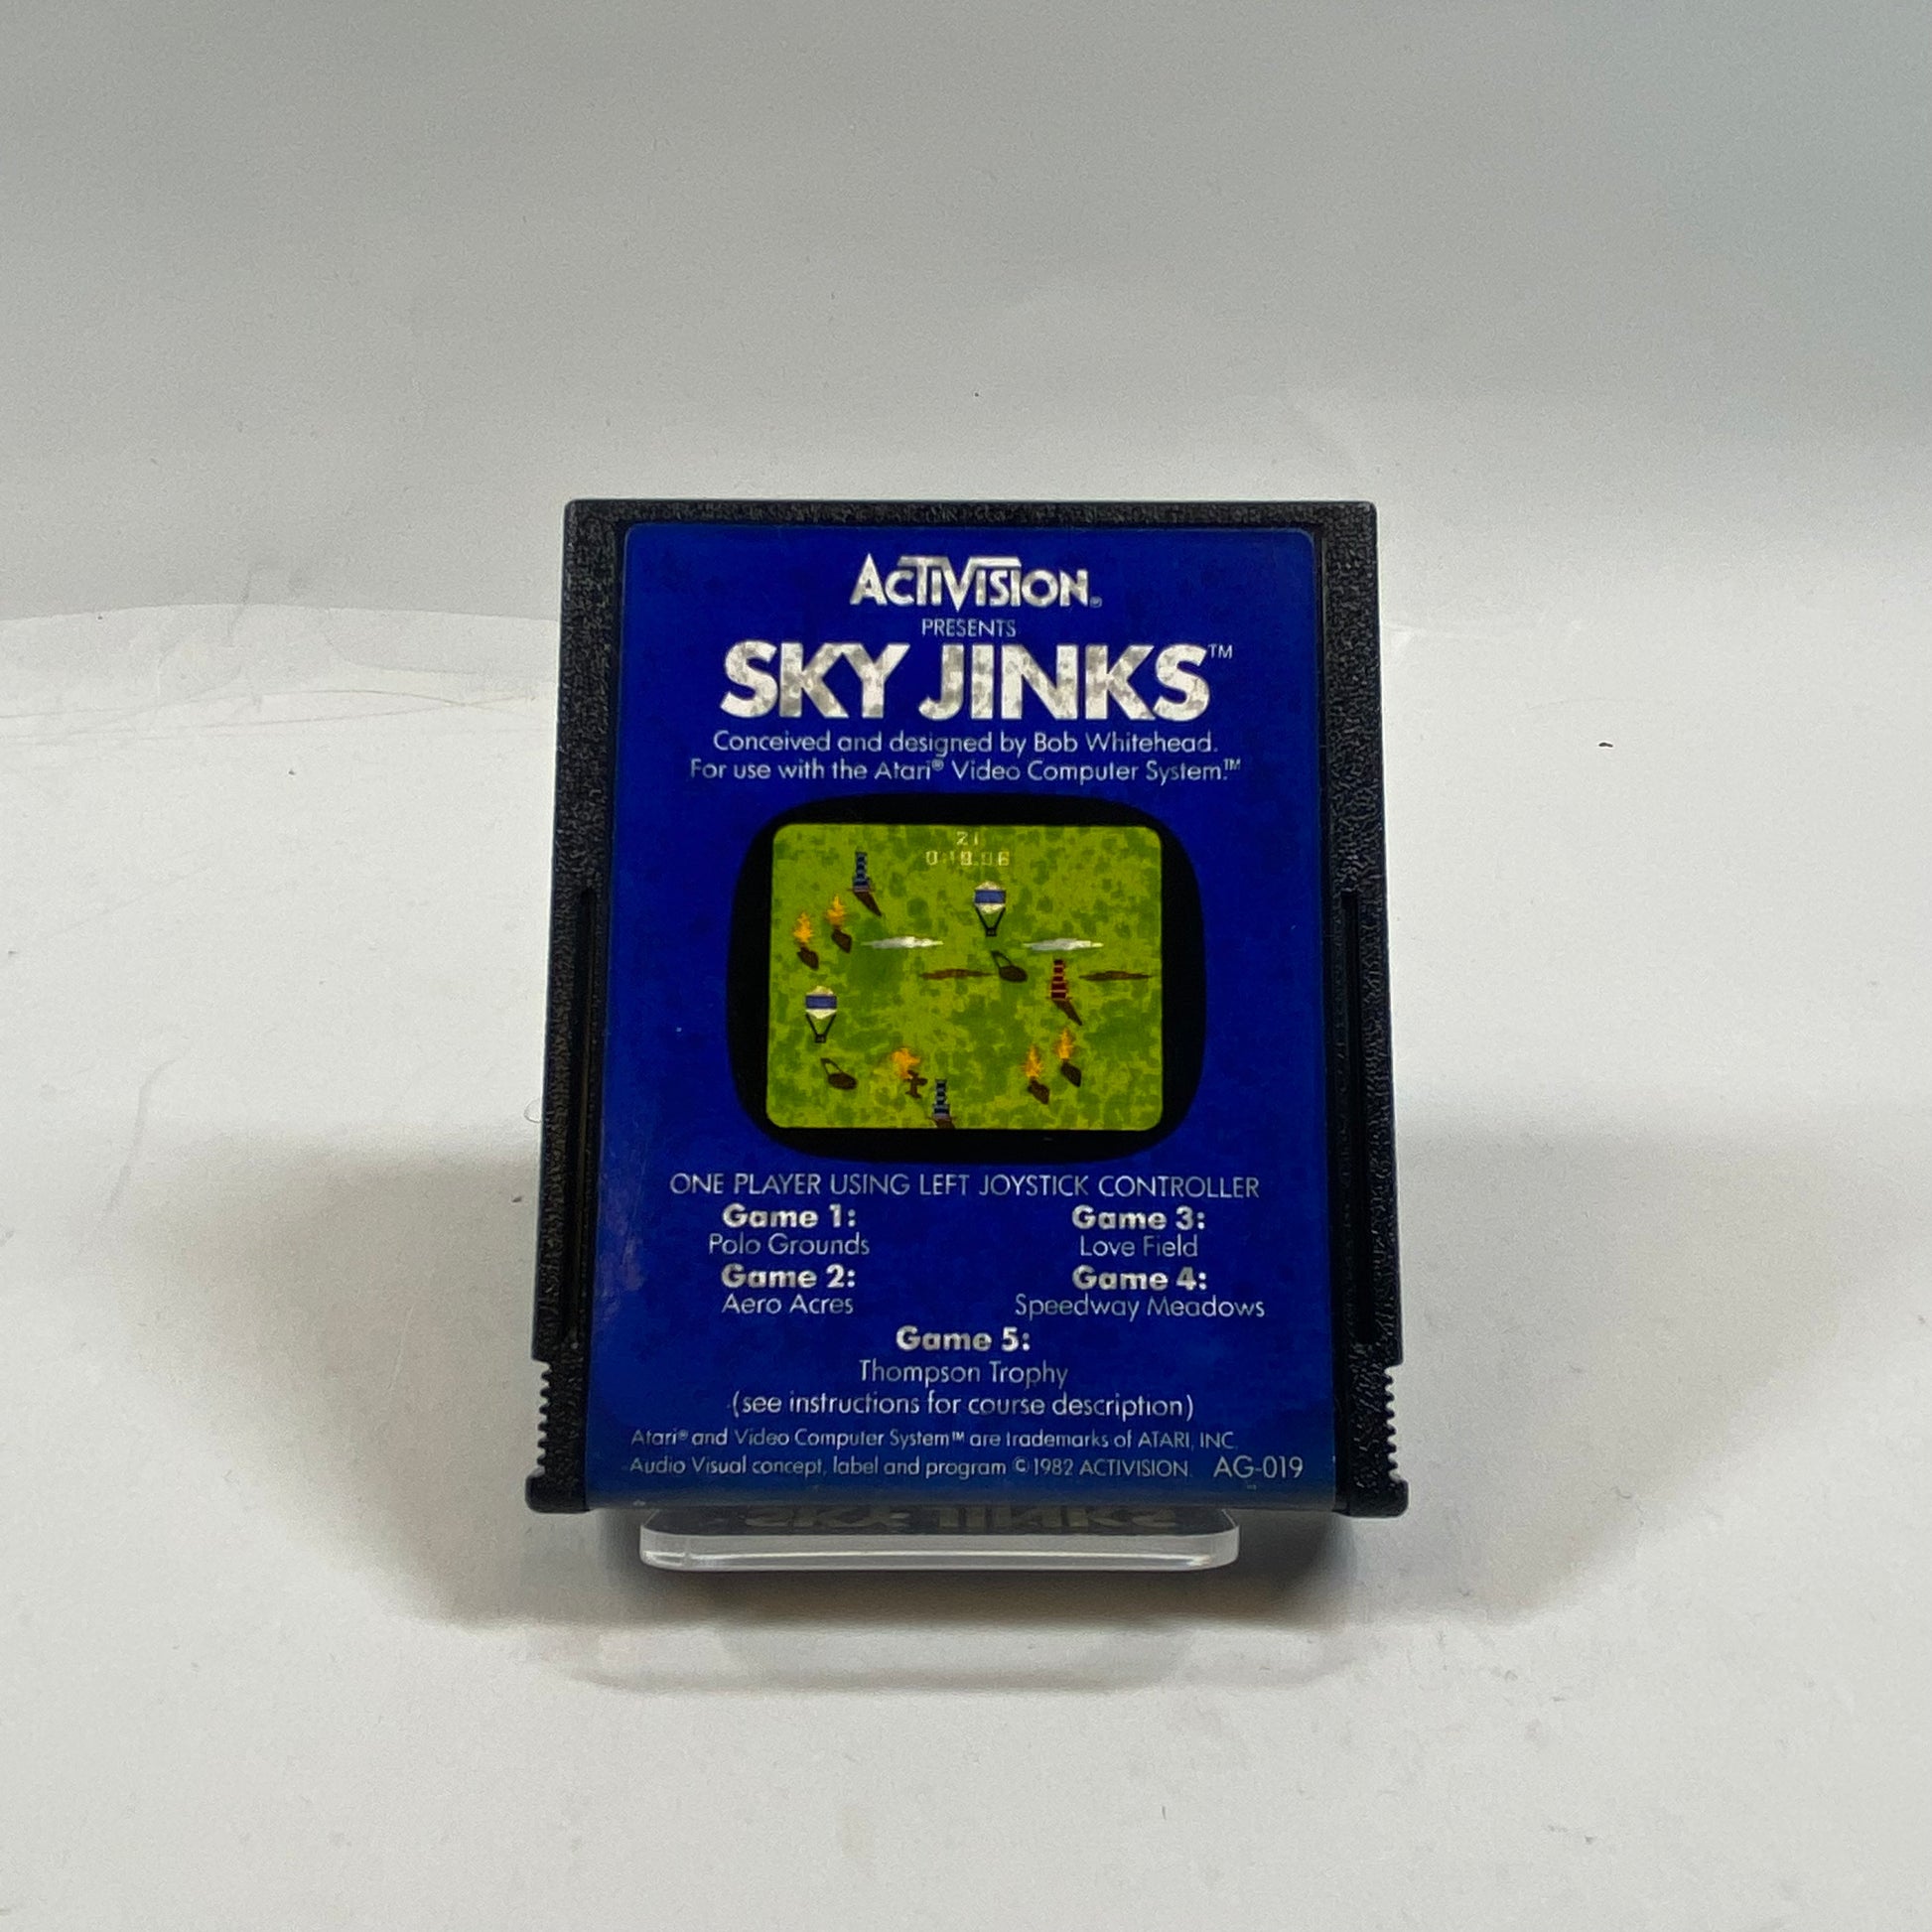 ACTIVISION®
PRESENTS
SKY JINKS™
Conceived and designed by Bob Whitehead.
For use with the Atari® Video Computer System.™
21
ONE PLAYER USING LEFT JOYSTICK CONTROLLER
Game 1:
Polo Grounds
Game 2:
Aero Acres
Game 3:
Love Field
Game 4:
Speedway Meadows
Game 5:
Thompson Trophy
(see instructions for course description)
Atari® and Video Computer System™ are trademarks of ATARI, INC.
Audio Visual concept, label and program © 1982 ACTIVISION. AG-019